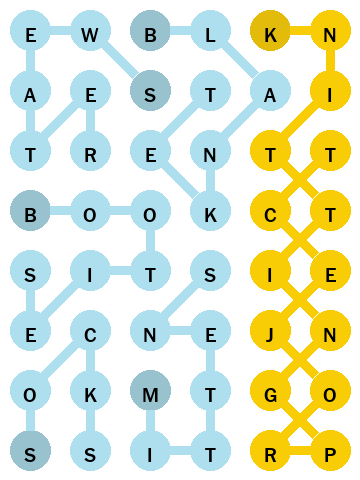 E W B L K N
A E S T A I
T R E N T T
B O O K C T
S I T S I E
E C N E J N
O K M T G O
S S I T R P